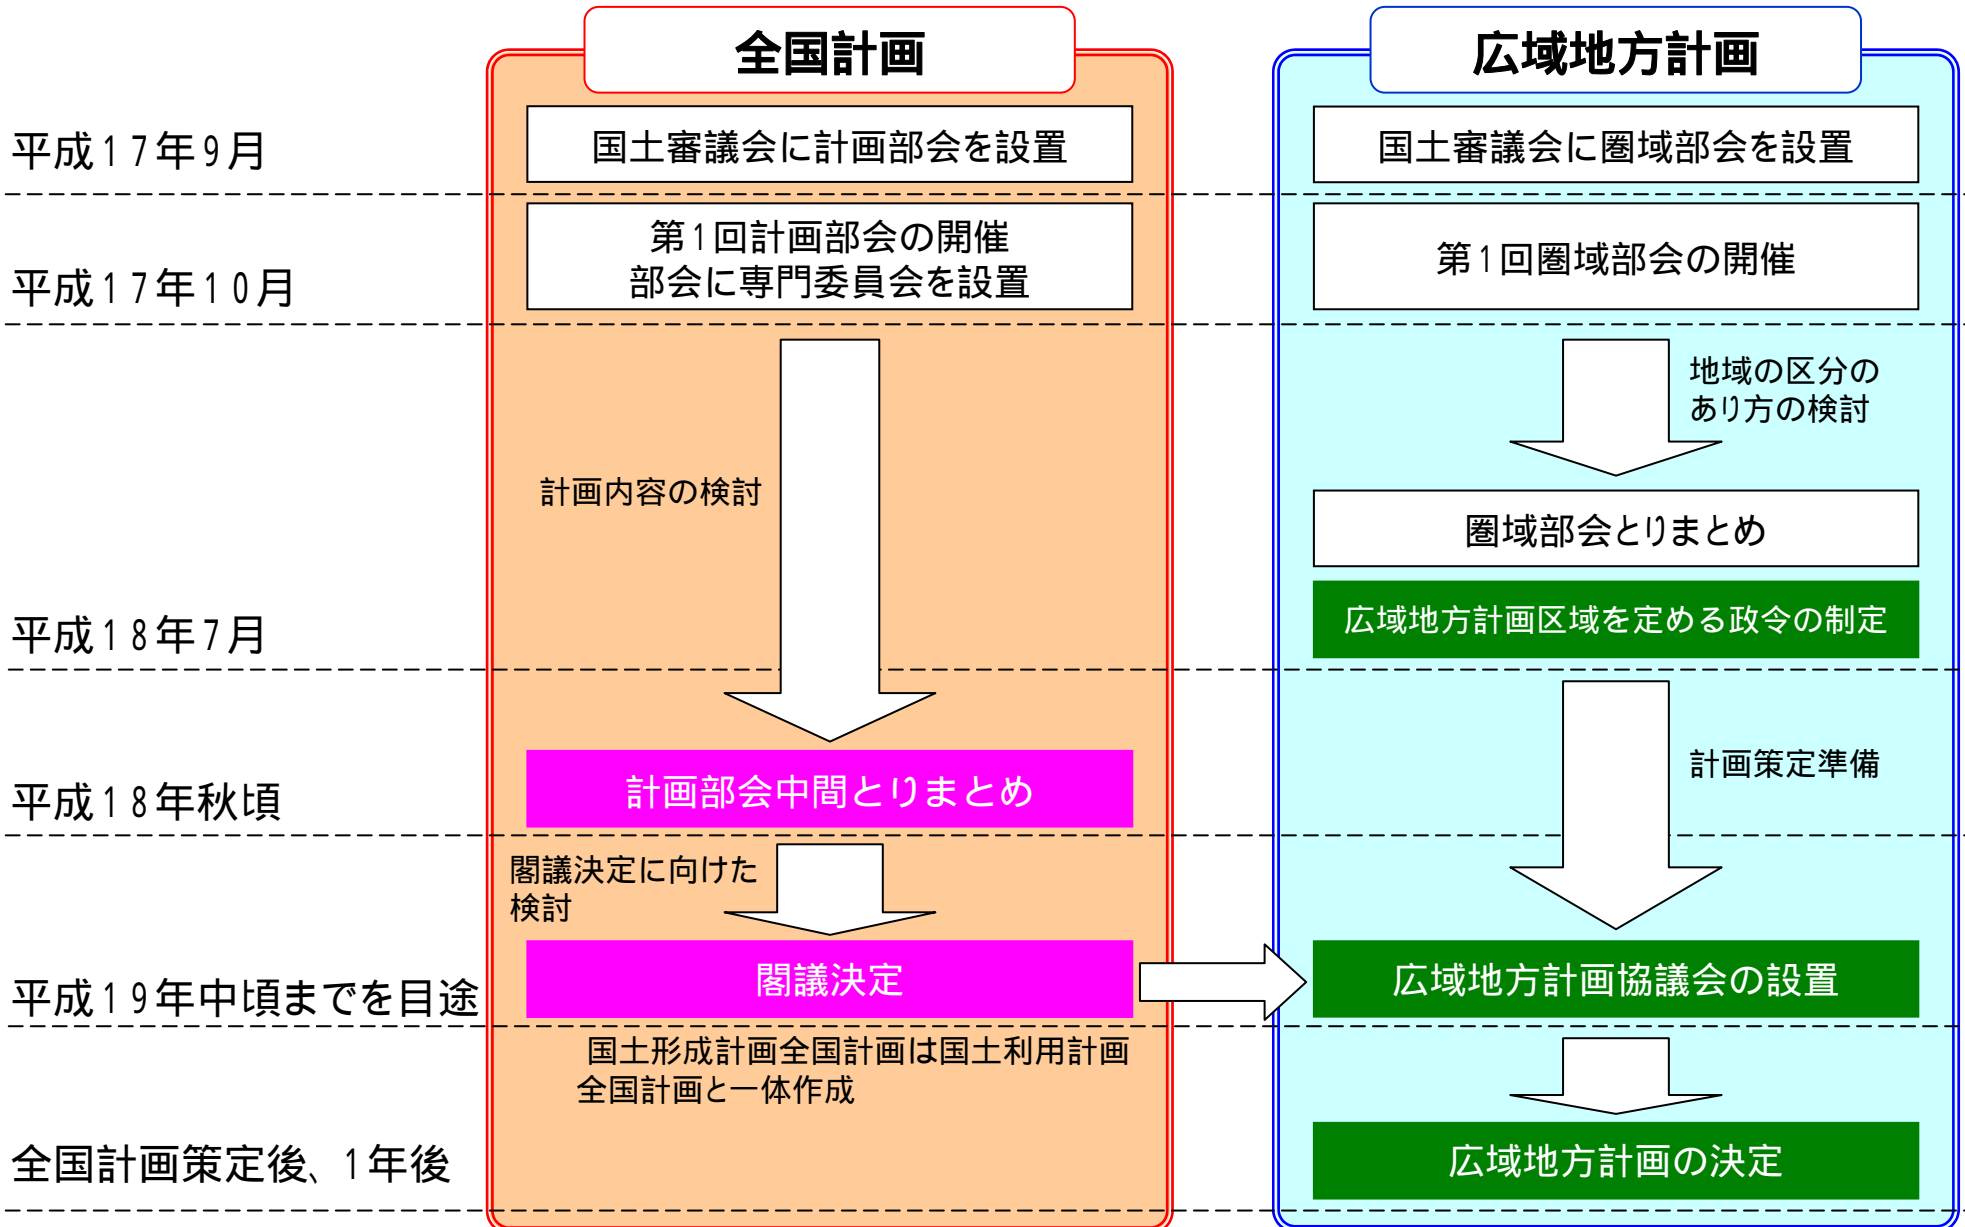 全国計画
広域地方計画
平成17年9月
国土審議会に計画部会を設置
国土審議会に圏域部会を設置
平成17年10月
第1回計画部会の開催
部会に専門委員会を設置
第1回圏域部会の開催
計画内容の検討
地域の区分の
あり方の検討
圏域部会とりまとめ
平成18年7月
広域地方計画区域を定める政令の制定
平成18年秋頃
計画部会中間とりまとめ
計画策定準備
閣議決定に向けた
検討
平成19年中頃までを目途
閣議決定
広域地方計画協議会の設置
国土形成計画全国計画は国土利用計画
全国計画と一体作成
全国計画策定後、1年後
広域地方計画の決定